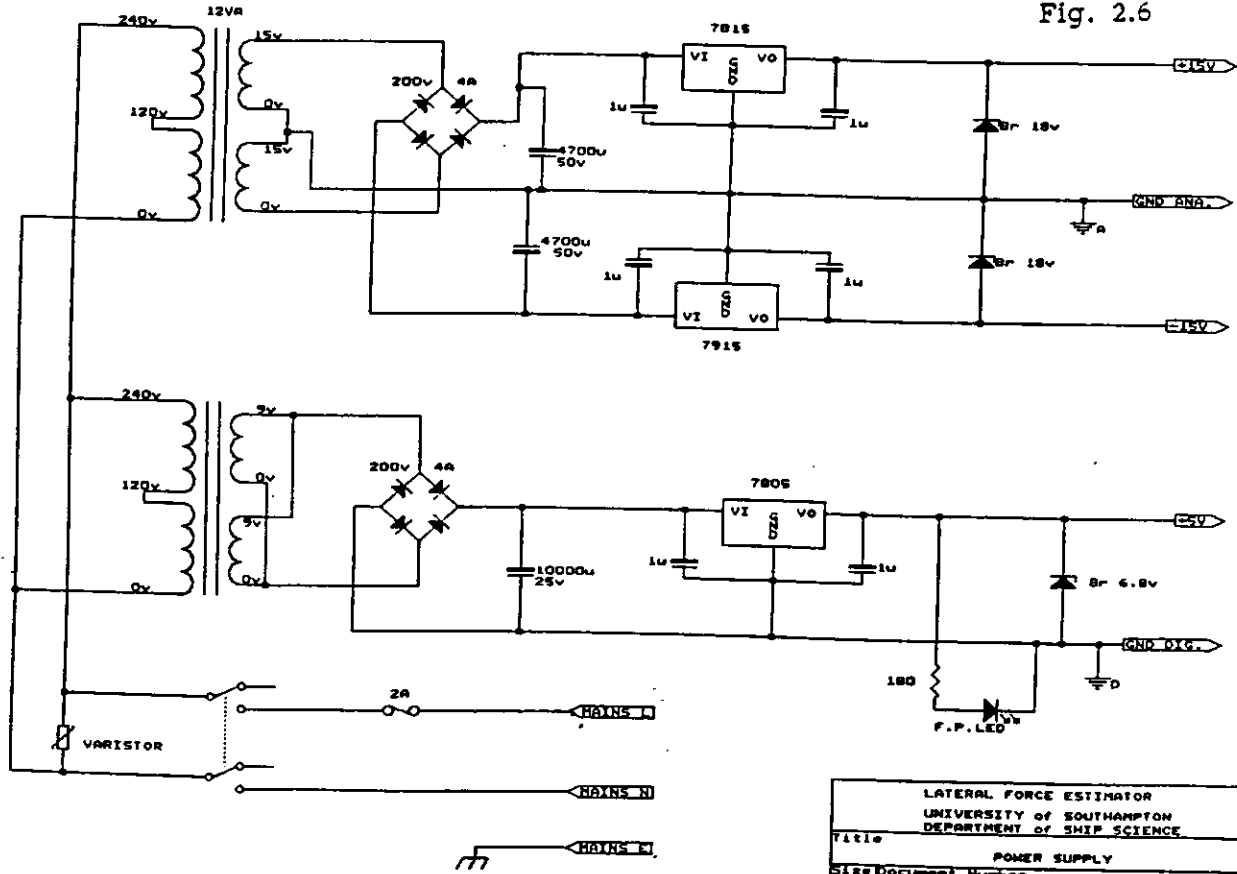 Fig. 2.6
12VA
240v
15v
0v
120v
15v
0v
0v
200v 4A
4700u
50v
4700u
50v
7815
VI GND VO
1u
1u
Br 18v
+15V
GND ANA.
A
1u
1u
VI GND VO
7915
Br 18v
-15V
240v
9v
0v
120v
9v
0v
0v
200v 4A
10000u
25v
7805
VI GND VO
1u
1u
+5V
Br 6.8v
GND DIG.
D
180
F.P.LED
2A
MAINS L
VARISTOR
MAINS N
MAINS E
LATERAL FORCE ESTIMATOR
UNIVERSITY of SOUTHAMPTON
DEPARTMENT of SHIP SCIENCE
Title
POWER SUPPLY
Size Document Number